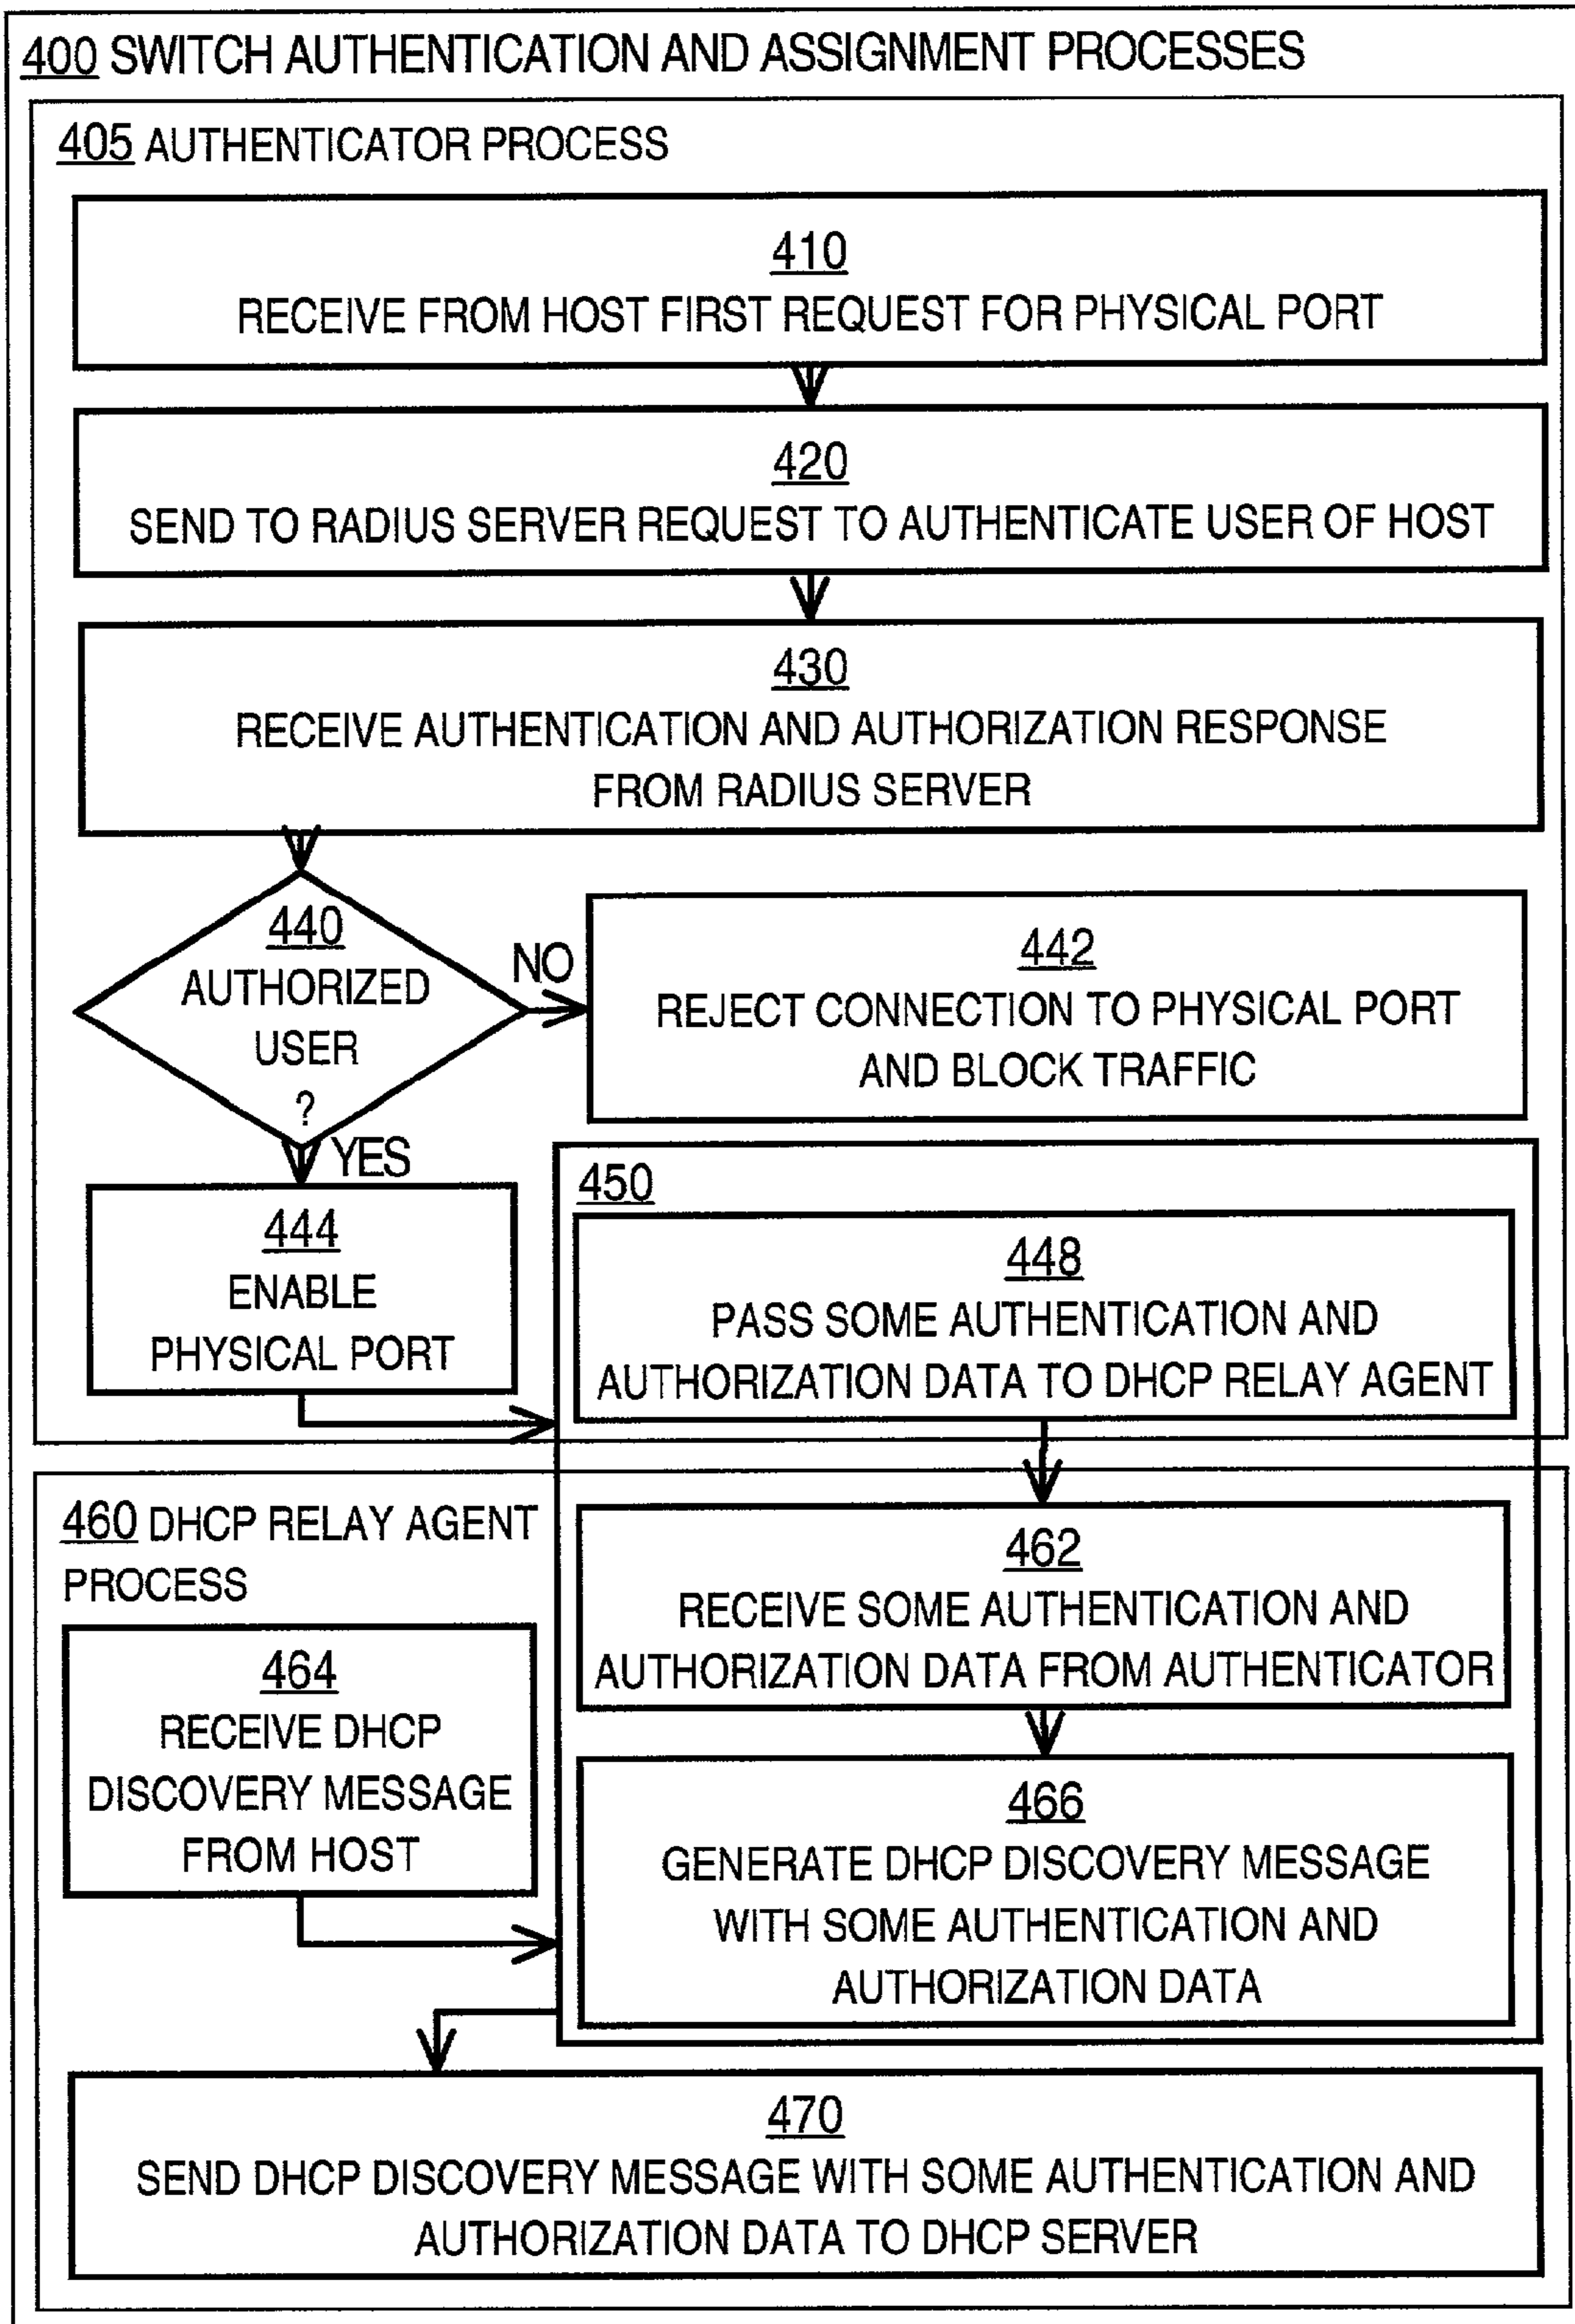 400 SWITCH AUTHENTICATION AND ASSIGNMENT PROCESSES
405 AUTHENTICATOR PROCESS
410
RECEIVE FROM HOST FIRST REQUEST FOR PHYSICAL PORT
420
SEND TO RADIUS SERVER REQUEST TO AUTHENTICATE USER OF HOST
430
RECEIVE AUTHENTICATION AND AUTHORIZATION RESPONSE
FROM RADIUS SERVER
440
AUTHORIZED
USER
?
NO
442
REJECT CONNECTION TO PHYSICAL PORT
AND BLOCK TRAFFIC
YES
444
ENABLE
PHYSICAL PORT
450
448
PASS SOME AUTHENTICATION AND
AUTHORIZATION DATA TO DHCP RELAY AGENT
460 DHCP RELAY AGENT
PROCESS
462
RECEIVE SOME AUTHENTICATION AND
AUTHORIZATION DATA FROM AUTHENTICATOR
464
RECEIVE DHCP
DISCOVERY MESSAGE
FROM HOST
466
GENERATE DHCP DISCOVERY MESSAGE
WITH SOME AUTHENTICATION AND
AUTHORIZATION DATA
470
SEND DHCP DISCOVERY MESSAGE WITH SOME AUTHENTICATION AND
AUTHORIZATION DATA TO DHCP SERVER